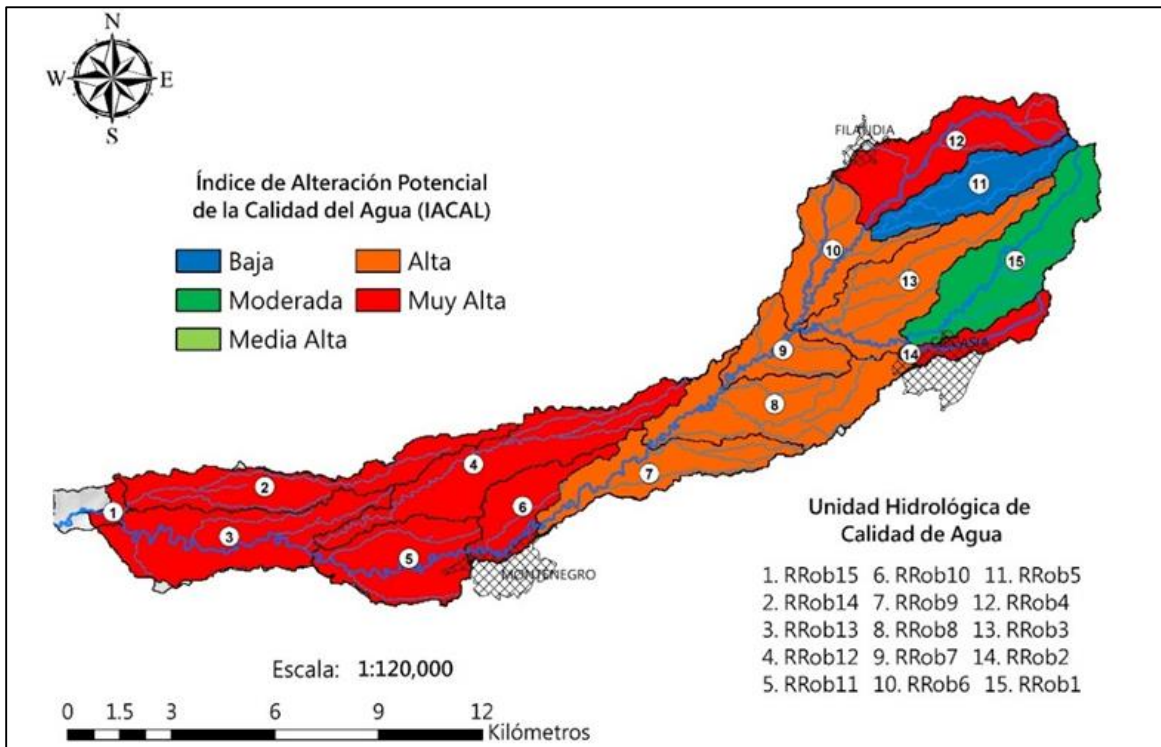 N
W E
S
Índice de Alteración Potencial
de la Calidad del Agua (IACAL)
Baja Alta
Moderada Muy Alta
Media Alta
FILANDIA
12
11
10
15
13
9
14
8
4
7
2
6
1
3
5
MONTENEGRO
Unidad Hidrológica de
Calidad de Agua
1. RRob15 6. RRob10 11. RRob5
2. RRob14 7. RRob9 12. RRob4
3. RRob13 8. RRob8 13. RRob3
4. RRob12 9. RRob7 14. RRob2
5. RRob11 10. RRob6 15. RRob1
Escala: 1:120,000
0 1.5 3 6 9 12
Kilómetros